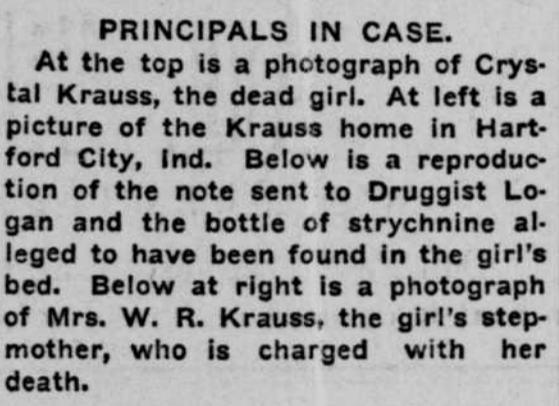 PRINCIPALS IN CASE.
At the top is a photograph of Crys-
tal Krauss, the dead girl. At left is a
picture of the Krauss home in Hart-
ford City, Ind. Below is a reproduc-
tion of the note sent to Druggist Lo-
gan and the bottle of strychnine al-
leged to have been found in the girl's
bed. Below at right is a photograph
of Mrs. W. R. Krauss, the girl's step-
mother, who is charged with her
death.